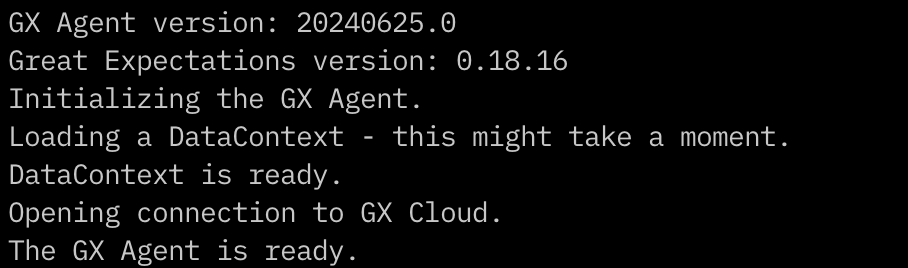 GX Agent version: 20240625.0
Great Expectations version: 0.18.16
Initializing the GX Agent.
Loading a DataContext - this might take a moment.
DataContext is ready.
Opening connection to GX Cloud.
The GX Agent is ready.